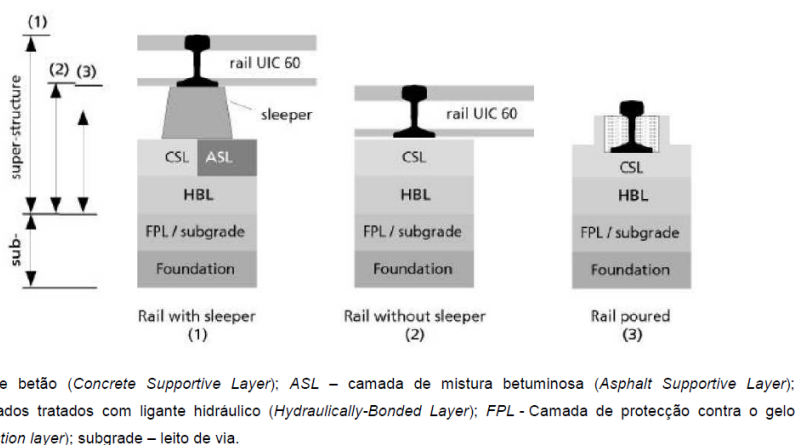 (1)
(2) (3)
super-structure
sub-
rail UIC 60
sleeper
CSL ASL
HBL
FPL / subgrade
Foundation
Rail with sleeper
(1)
rail UIC 60
CSL
HBL
FPL / subgrade
Foundation
Rail without sleeper
(2)
CSL
HBL
FPL / subgrade
Foundation
Rail poured
(3)
e betão (Concrete Supportive Layer); ASL – camada de mistura betuminosa (Asphalt Supportive Layer);
ados tratados com ligante hidráulico (Hydraulically-Bonded Layer); FPL - Camada de protecção contra o gelo
tion layer); subgrade – leito de via.